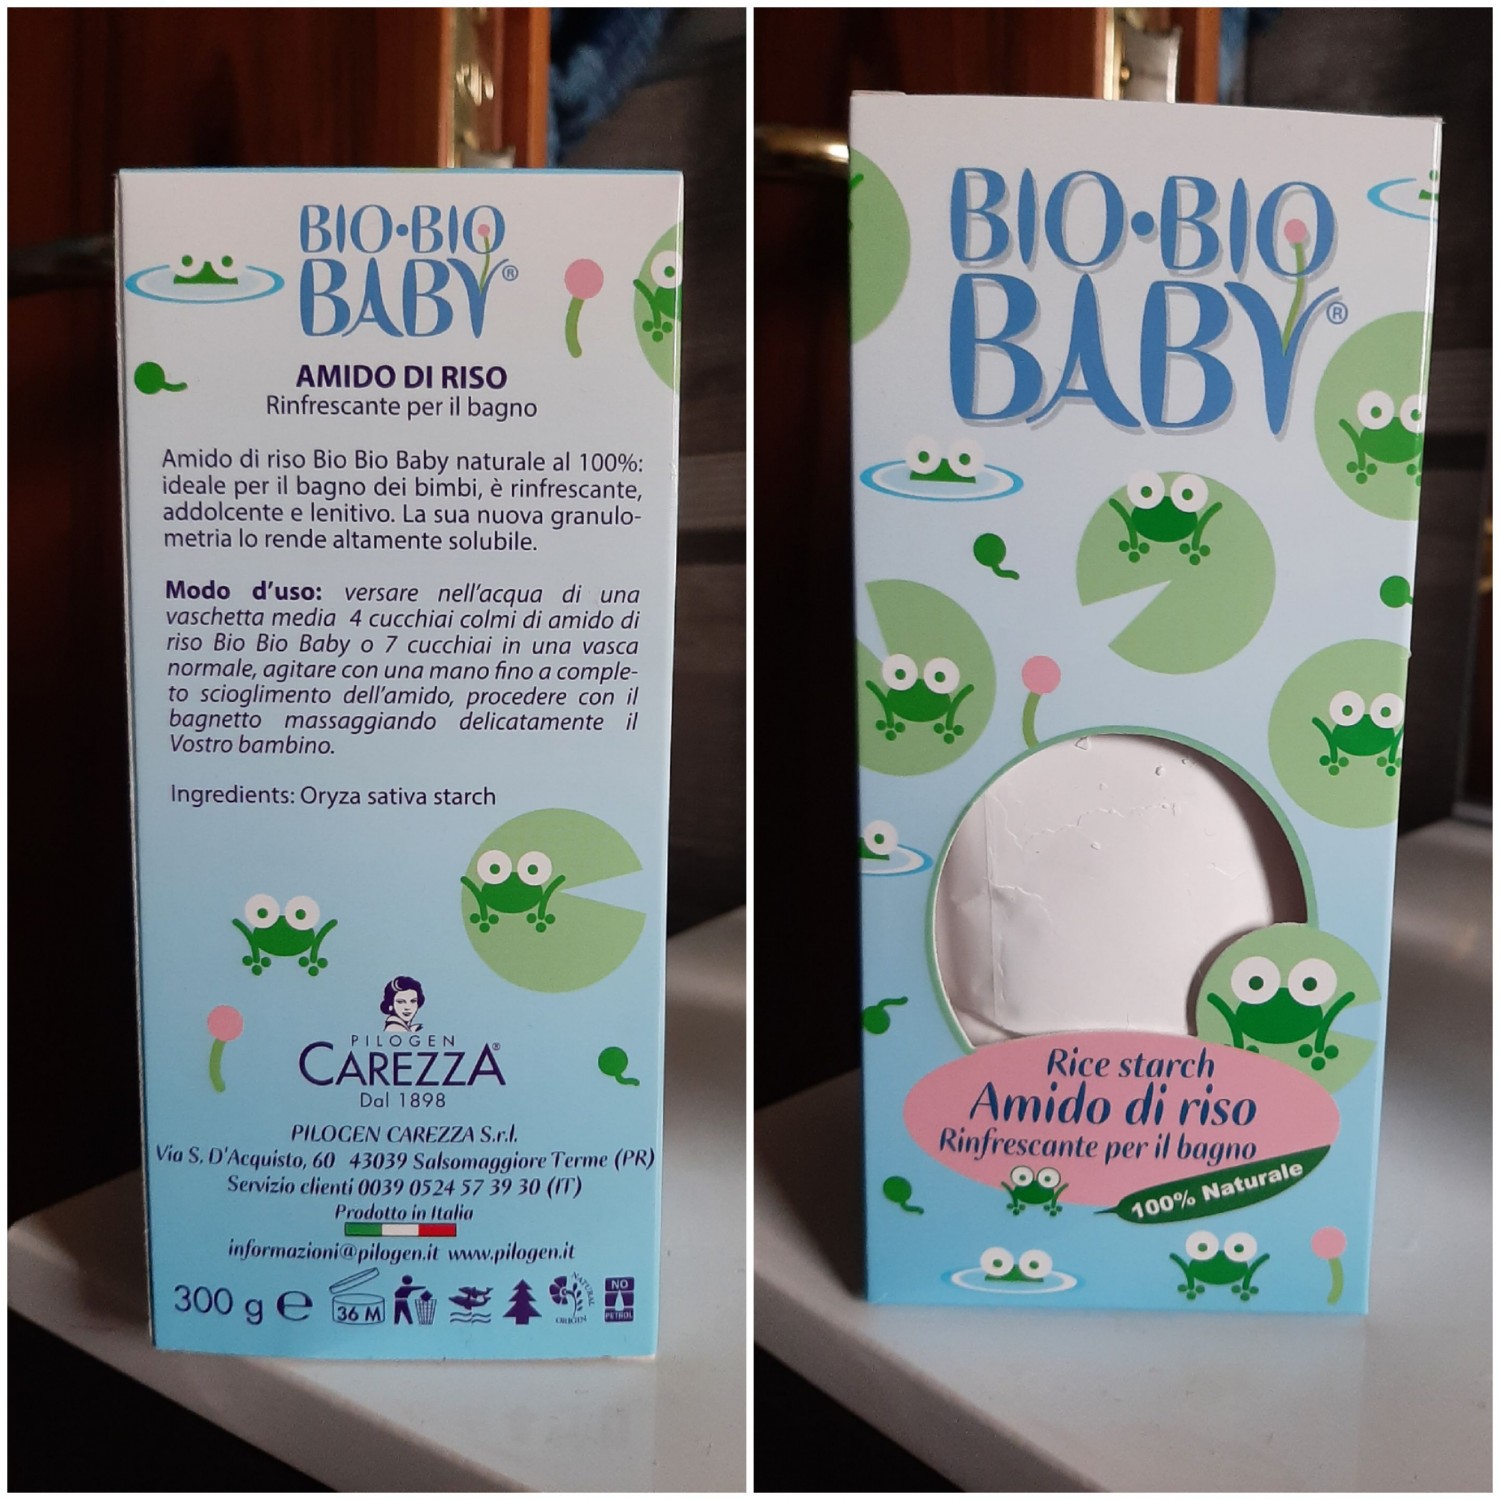 BIO•BIO
BABY®
AMIDO DI RISO
Rinfrescante per il bagno
Amido di riso Bio Bio Baby naturale al 100%:
ideale per il bagno dei bimbi, è rinfrescante,
addolcente e lenitivo. La sua nuova granulo-
metria lo rende altamente solubile.
Modo d'uso: versare nell'acqua di una
vaschetta media 4 cucchiai colmi di amido di
riso Bio Bio Baby o 7 cucchiai in una vasca
normale, agitare con una mano fino a comple-
to scioglimento dell'amido, procedere con il
bagnetto massaggiando delicatamente il
Vostro bambino.
Ingredients: Oryza sativa starch
PILOGEN
CAREZZA®
Dal 1898
PILOGEN CAREZZA S.r.l.
Via S. D'Acquisto, 60 43039 Salsomaggiore Terme (PR)
Servizio clienti 0039 0524 57 39 30 (IT)
Prodotto in Italia
informazioni@pilogen.it www.pilogen.it
300 g e
36 M
NATURAL
ORIGIN
NO
PETROL
BIO•BIO
BABY®
Rice starch
Amido di riso
Rinfrescante per il bagno
100% Naturale